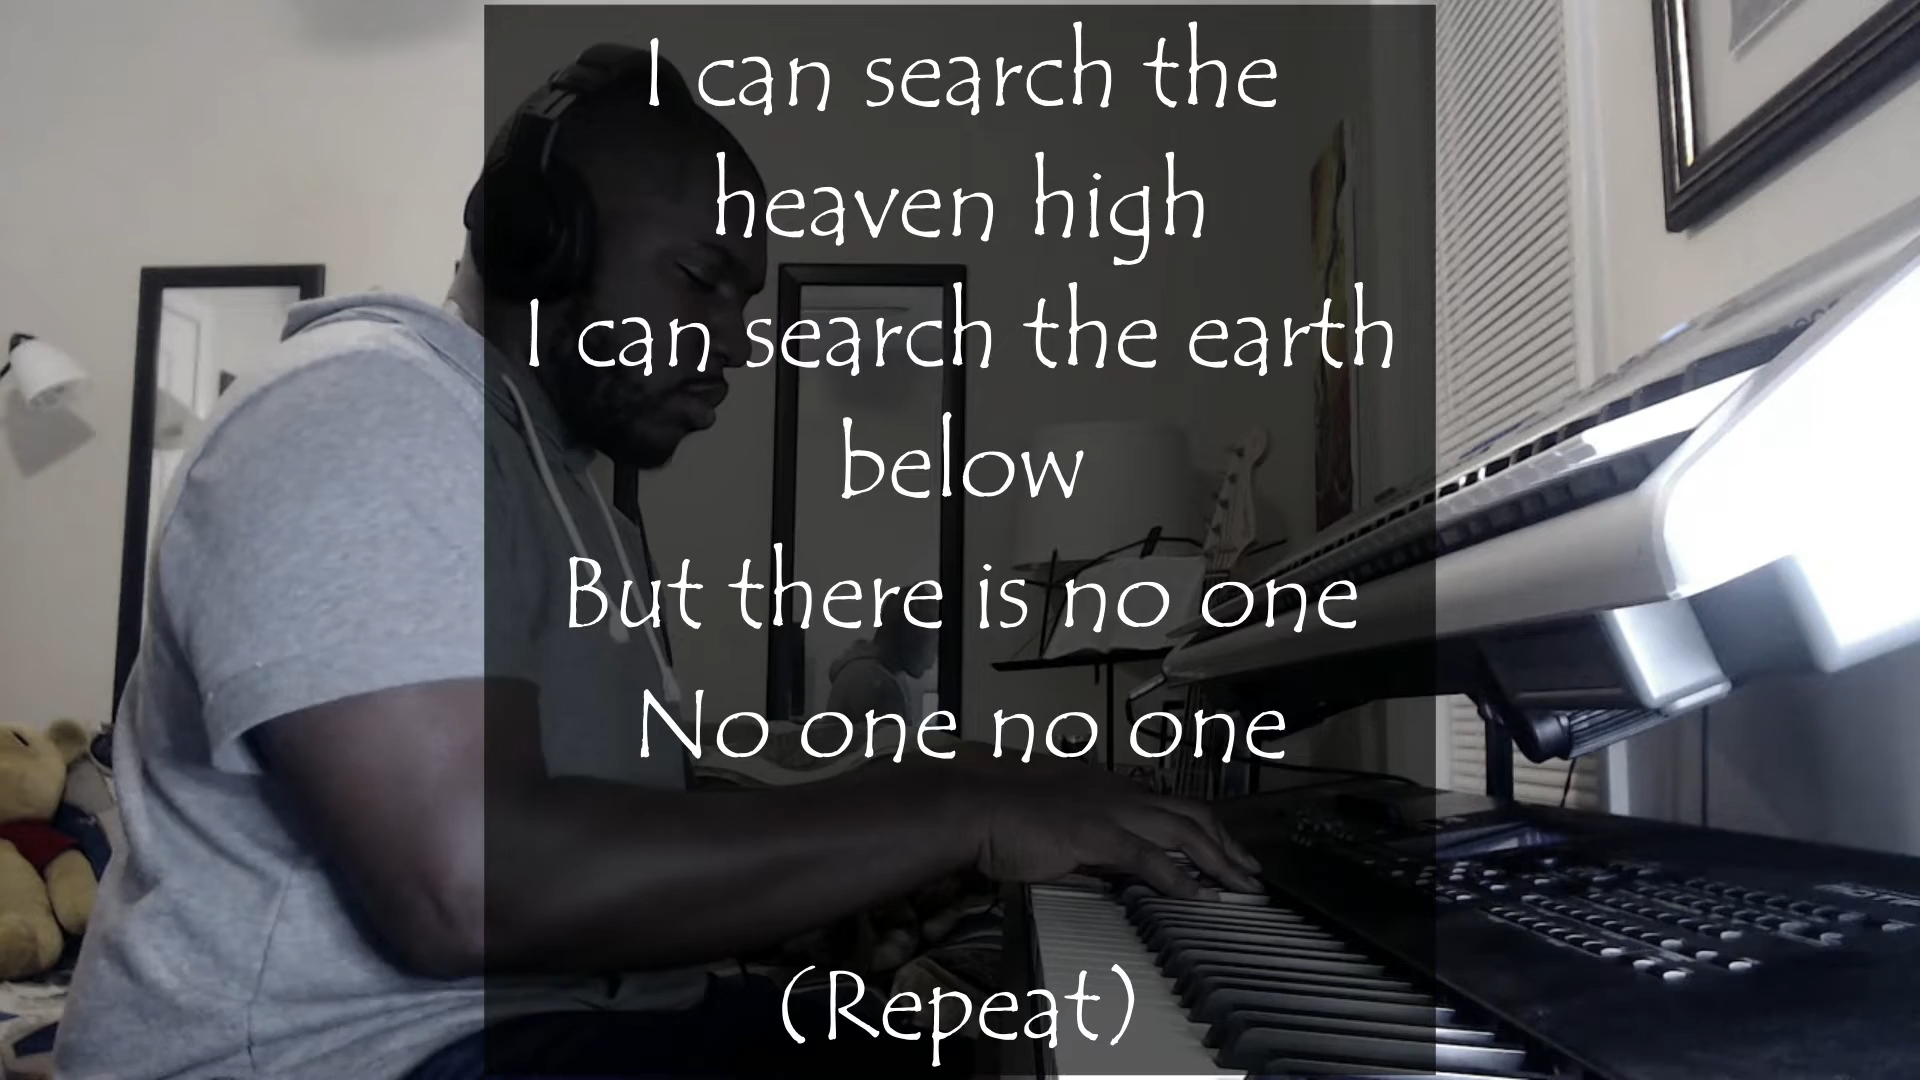 I can search the
heaven high
I can search the earth
below
But there is no one
No one no one
(Repeat)